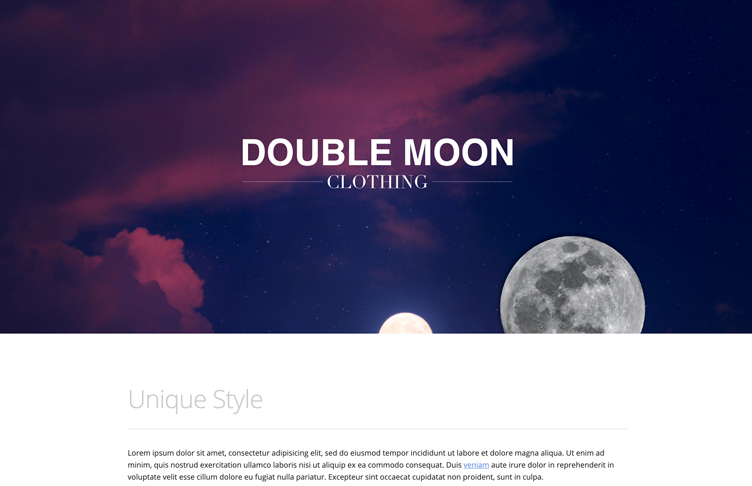 DOUBLE MOON
CLOTHING
Unique Style
Lorem ipsum dolor sit amet, consectetur adipisicing elit, sed do eiusmod tempor incididunt ut labore et dolore magna aliqua. Ut enim ad
minim, quis nostrud exercitation ullamco laboris nisi ut aliquip ex ea commodo consequat. Duis veniam aute irure dolor in reprehenderit in
voluptate velit esse cillum dolore eu fugiat nulla pariatur. Excepteur sint occaecat cupidatat non proident, sunt in culpa.